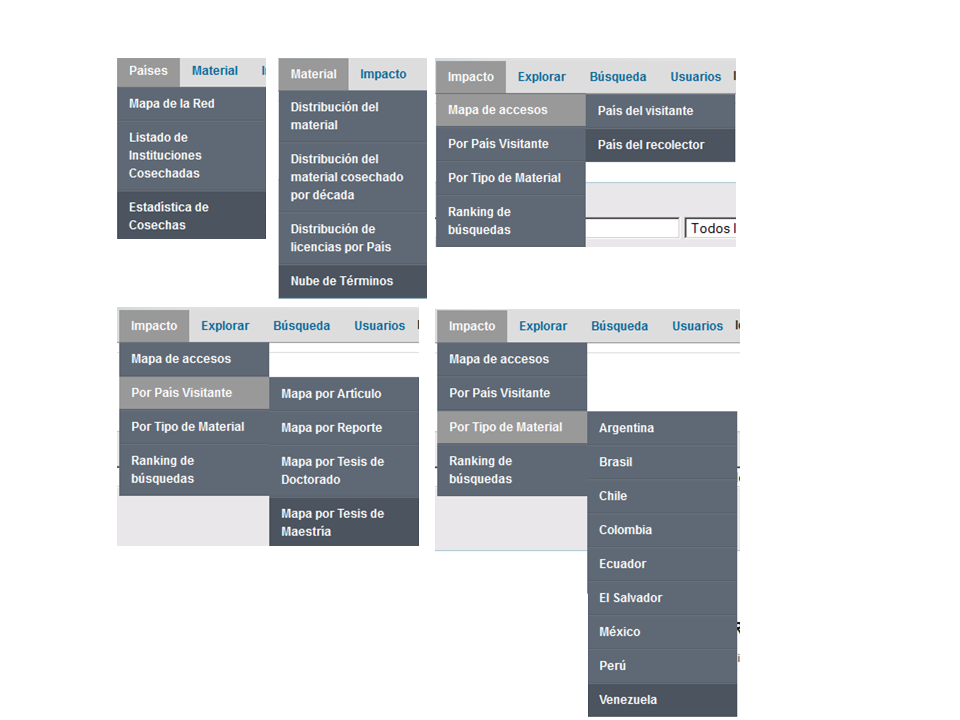 Países Material
Mapa de la Red
Listado de
Instituciones
Cosechadas
Estadística de
Cosechas
Material Impacto
Distribución del
material
Distribución del
material cosechado
por década
Distribución de
licencias por País
Nube de Términos
Impacto Explorar Búsqueda Usuarios
Mapa de accesos
Por País Visitante
Por Tipo de Material
Ranking de
búsquedas
País del visitante
País del recolector
Todos
Impacto Explorar Búsqueda Usuarios
Mapa de accesos
Por País Visitante
Por Tipo de Material
Ranking de
búsquedas
Mapa por Artículo
Mapa por Reporte
Mapa por Tesis de
Doctorado
Mapa por Tesis de
Maestría
Impacto Explorar Búsqueda Usuarios
Mapa de accesos
Por País Visitante
Por Tipo de Material
Ranking de
búsquedas
Argentina
Brasil
Chile
Colombia
Ecuador
El Salvador
México
Perú
Venezuela